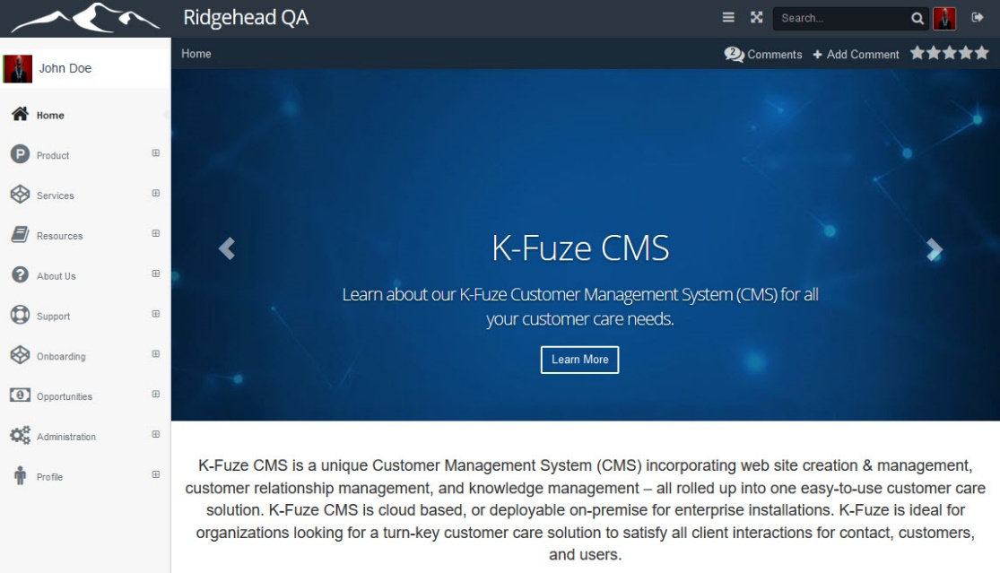 Ridgehead QA
Search...
John Doe
Home
2 Comments + Add Comment
Home
Product
Services
Resources
About Us
Support
Onboarding
Opportunities
Administration
Profile
K-Fuze CMS
Learn about our K-Fuze Customer Management System (CMS) for all
your customer care needs.
Learn More
K-Fuze CMS is a unique Customer Management System (CMS) incorporating web site creation & management,
customer relationship management, and knowledge management – all rolled up into one easy-to-use customer care
solution. K-Fuze CMS is cloud based, or deployable on-premise for enterprise installations. K-Fuze is ideal for
organizations looking for a turn-key customer care solution to satisfy all client interactions for contact, customers,
and users.